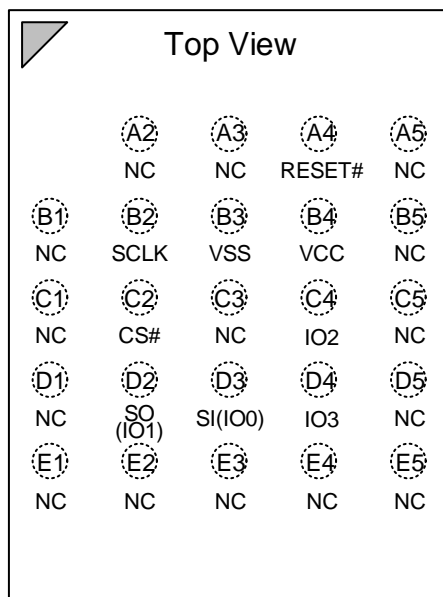 Top View
A2 A3 A4 A5
NC NC RESET# NC
B1 B2 B3 B4 B5
NC SCLK VSS VCC NC
C1 C2 C3 C4 C5
NC CS# NC IO2 NC
D1 D2 D3 D4 D5
NC SO (IO1) SI(IO0) IO3 NC
E1 E2 E3 E4 E5
NC NC NC NC NC